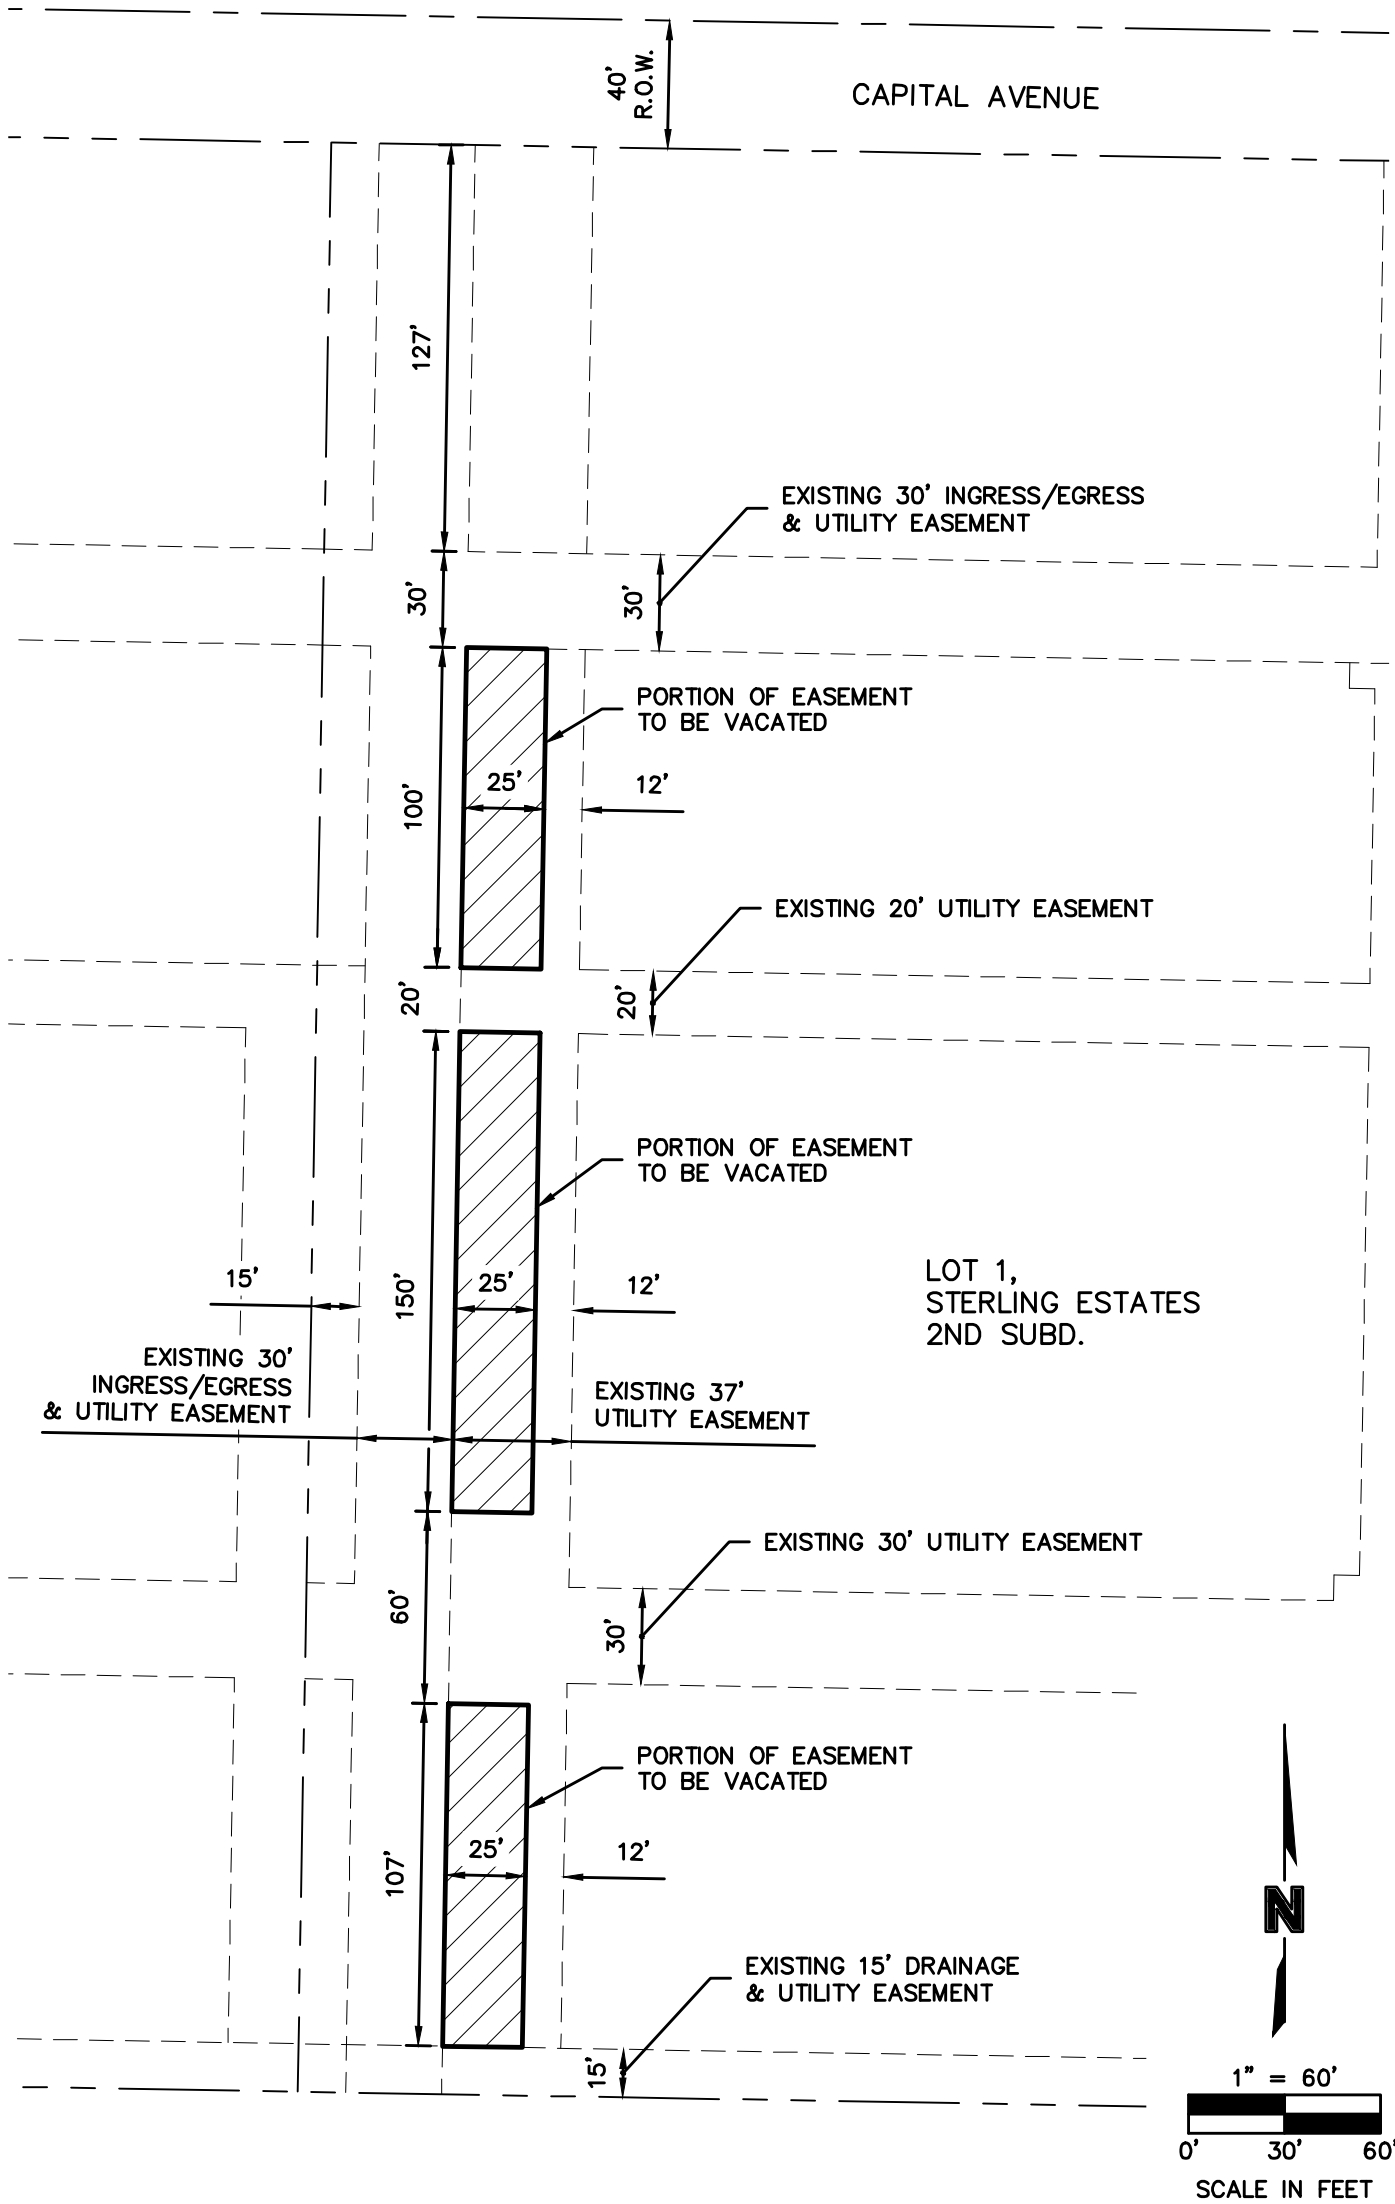 40'
R.O.W.
CAPITAL AVENUE
127'
EXISTING 30' INGRESS/EGRESS
& UTILITY EASEMENT
30'
30'
PORTION OF EASEMENT
TO BE VACATED
25'
12'
100'
EXISTING 20' UTILITY EASEMENT
20'
20'
PORTION OF EASEMENT
TO BE VACATED
15'
150'
25'
12'
LOT 1,
STERLING ESTATES
2ND SUBD.
EXISTING 30'
INGRESS/EGRESS
& UTILITY EASEMENT
EXISTING 37'
UTILITY EASEMENT
EXISTING 30' UTILITY EASEMENT
60'
30'
PORTION OF EASEMENT
TO BE VACATED
107'
25'
12'
N
EXISTING 15' DRAINAGE
& UTILITY EASEMENT
15'
1" = 60'
0' 30' 60'
SCALE IN FEET